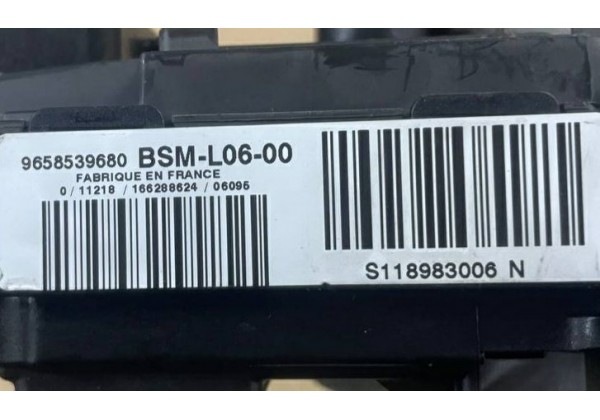 9658539680 BSM-L06-00
FABRIQUE EN FRANCE
0 / 11218 / 166288624 / 06095
S118983006 N